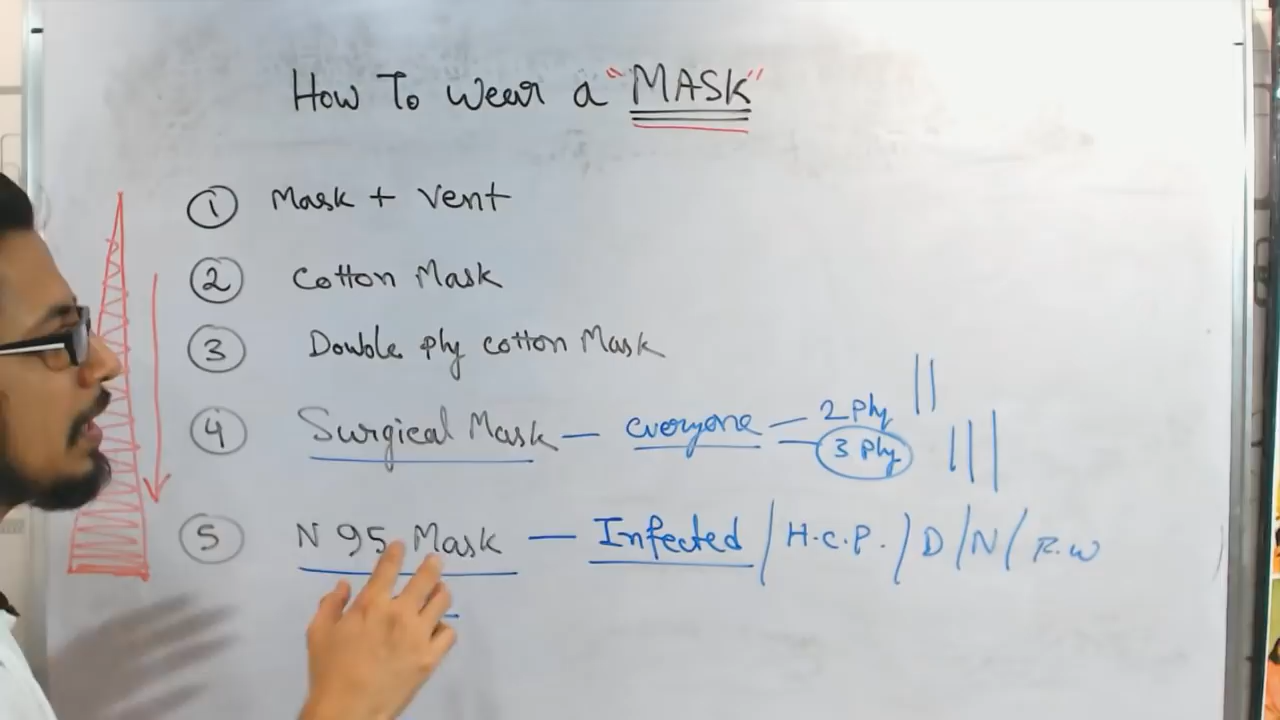 How To wear a "MASK"
① Mask + Vent
② Cotton Mask
③ Double ply cotton Mask
④ Surgical Mask — everyone — 2 Ply
— 3 Ply
⑤ N 95 Mask — Infected / H.C.P. / D / N / R.W